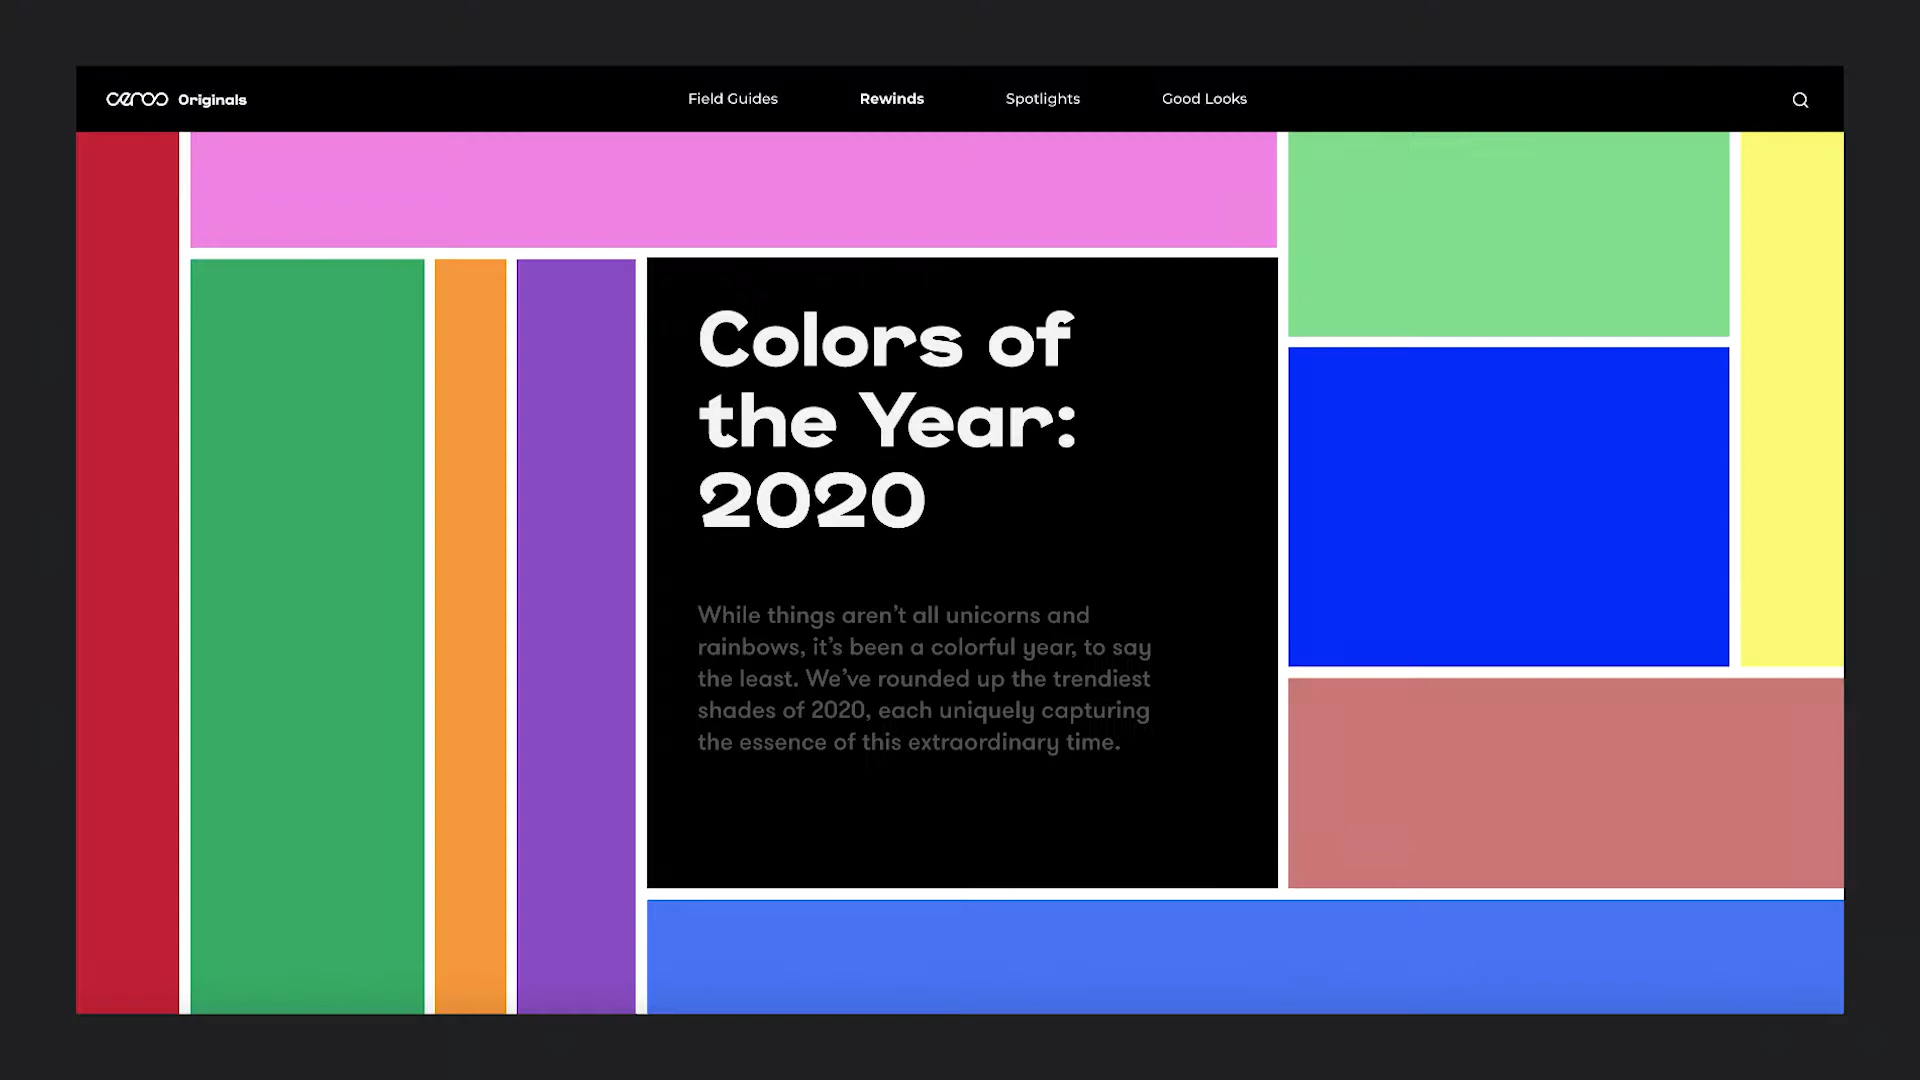 ceros Originals
Field Guides
Rewinds
Spotlights
Good Looks
Colors of
the Year:
2020
While things aren’t all unicorns and
rainbows, it’s been a colorful year, to say
the least. We’ve rounded up the trendiest
shades of 2020, each uniquely capturing
the essence of this extraordinary time.